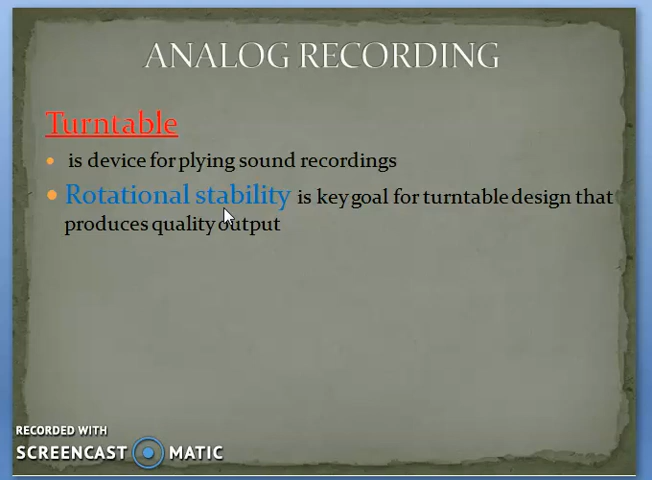 ANALOG RECORDING
Turntable
is device for plying sound recordings
Rotational stability is key goal for turntable design that
produces quality output
RECORDED WITH
SCREENCAST MATIC